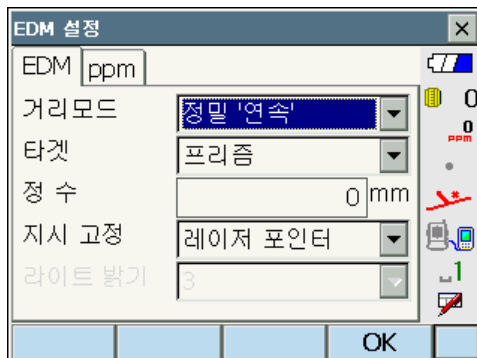 EDM 설정
EDM ppm
거리모드 정밀 '연속'
타겟 프리즘
정 수 0 mm
지시 고정 레이저 포인터
라이트 밝기 3
0
0
ppm
1
OK